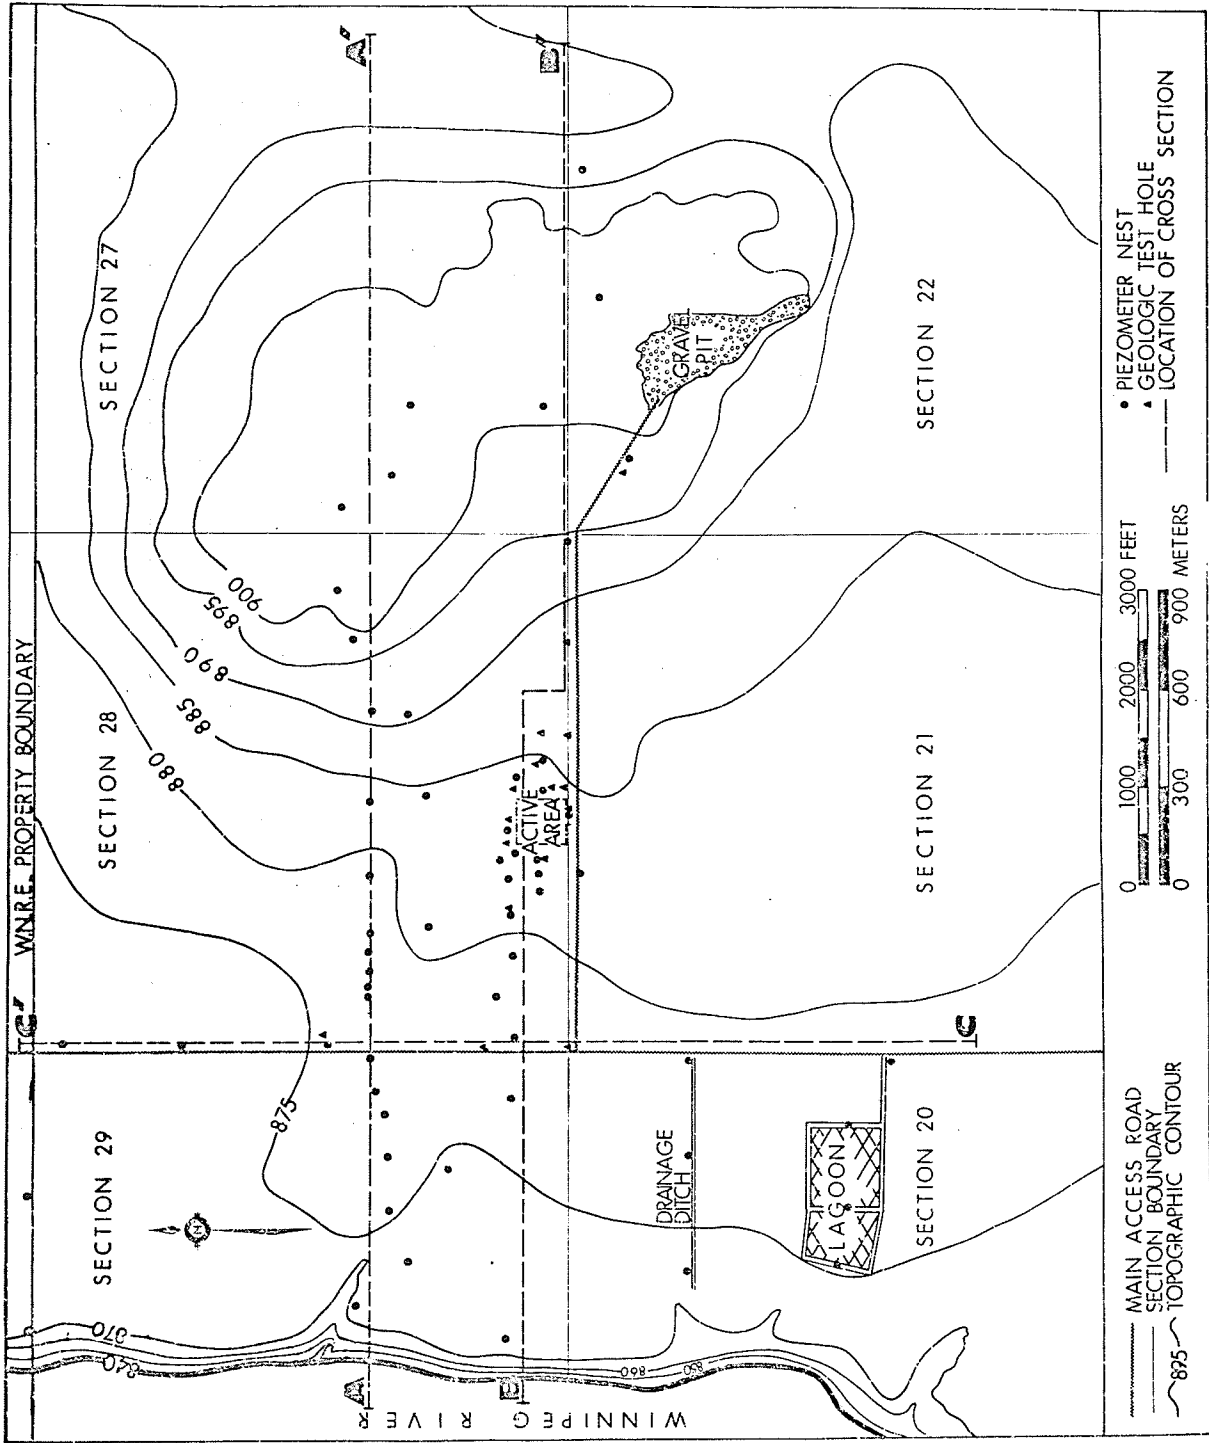 W.N.R.E. PROPERTY BOUNDARY
C'
SECTION 29
SECTION 28
SECTION 27
875
880
885
890
895
900
N
870
840
860
850
A
A'
B
B'
C
WINNIPEG RIVER
ACTIVE
AREA
GRAVEL
PIT
DRAINAGE
DITCH
LAGOON
SECTION 20
SECTION 21
SECTION 22
MAIN ACCESS ROAD
SECTION BOUNDARY
895 TOPOGRAPHIC CONTOUR
0 1000 2000 3000 FEET
0 300 600 900 METERS
PIEZOMETER NEST
GEOLOGIC TEST HOLE
LOCATION OF CROSS SECTION